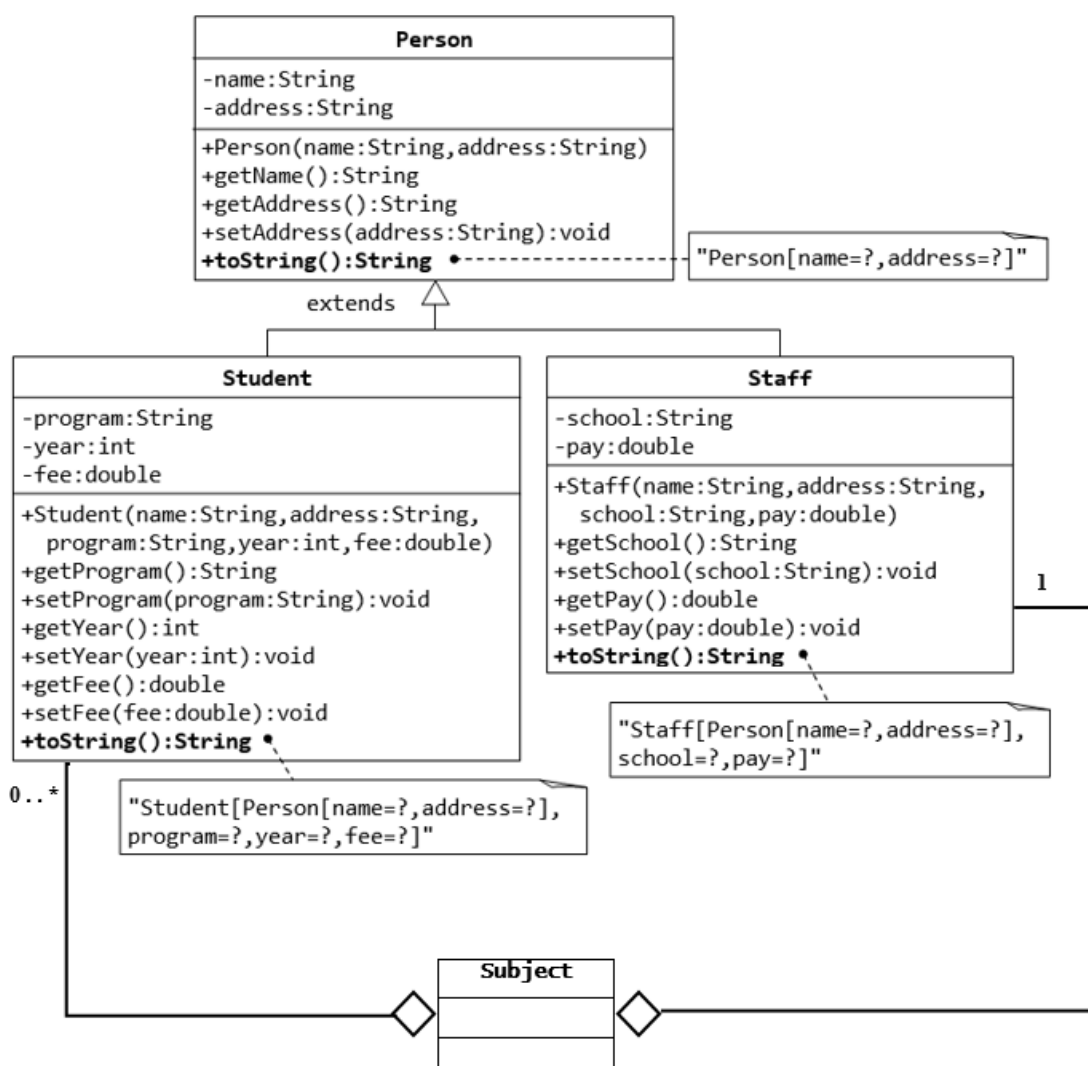 Person
-name:String
-address:String
+Person(name:String,address:String)
+getName():String
+getAddress():String
+setAddress(address:String):void
+toString():String
"Person[name=?,address=?]"
extends
Student
-program:String
-year:int
-fee:double
+Student(name:String,address:String,
program:String,year:int,fee:double)
+getProgram():String
+setProgram(program:String):void
+getYear():int
+setYear(year:int):void
+getFee():double
+setFee(fee:double):void
+toString():String
0..*
"Student[Person[name=?,address=?],
program=?,year=?,fee=?]"
Staff
-school:String
-pay:double
+Staff(name:String,address:String,
school:String,pay:double)
+getSchool():String
+setSchool(school:String):void
+getPay():double
+setPay(pay:double):void
+toString():String
1
"Staff[Person[name=?,address=?],
school=?,pay=?]"
Subject